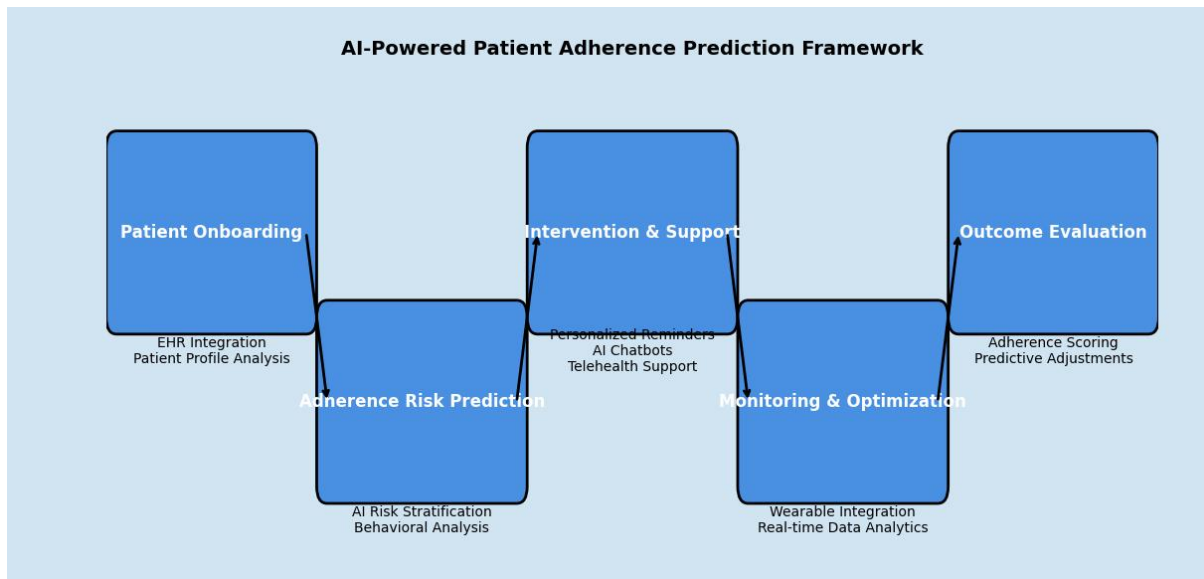 AI-Powered Patient Adherence Prediction Framework
Patient Onboarding
EHR Integration
Patient Profile Analysis
Adherence Risk Prediction
AI Risk Stratification
Behavioral Analysis
Intervention & Support
Personalized Reminders
AI Chatbots
Telehealth Support
Monitoring & Optimization
Wearable Integration
Real-time Data Analytics
Outcome Evaluation
Adherence Scoring
Predictive Adjustments